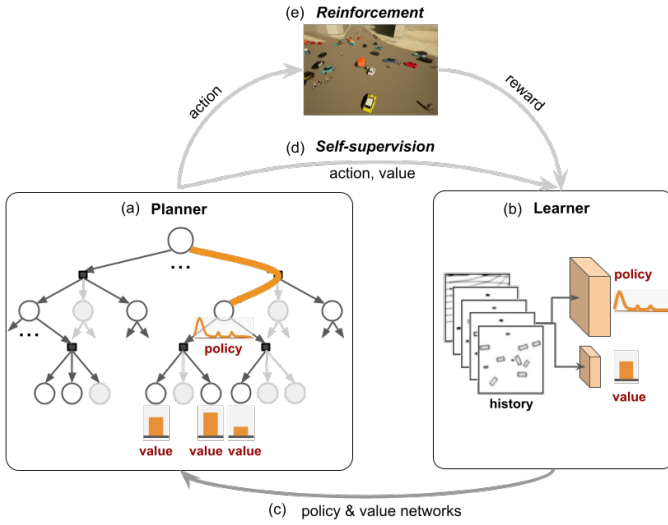 (e) Reinforcement
action
reward
(d) Self-supervision
action, value
(a) Planner
...
...
policy
value
value
value
(b) Learner
policy
value
history
(c) policy & value networks